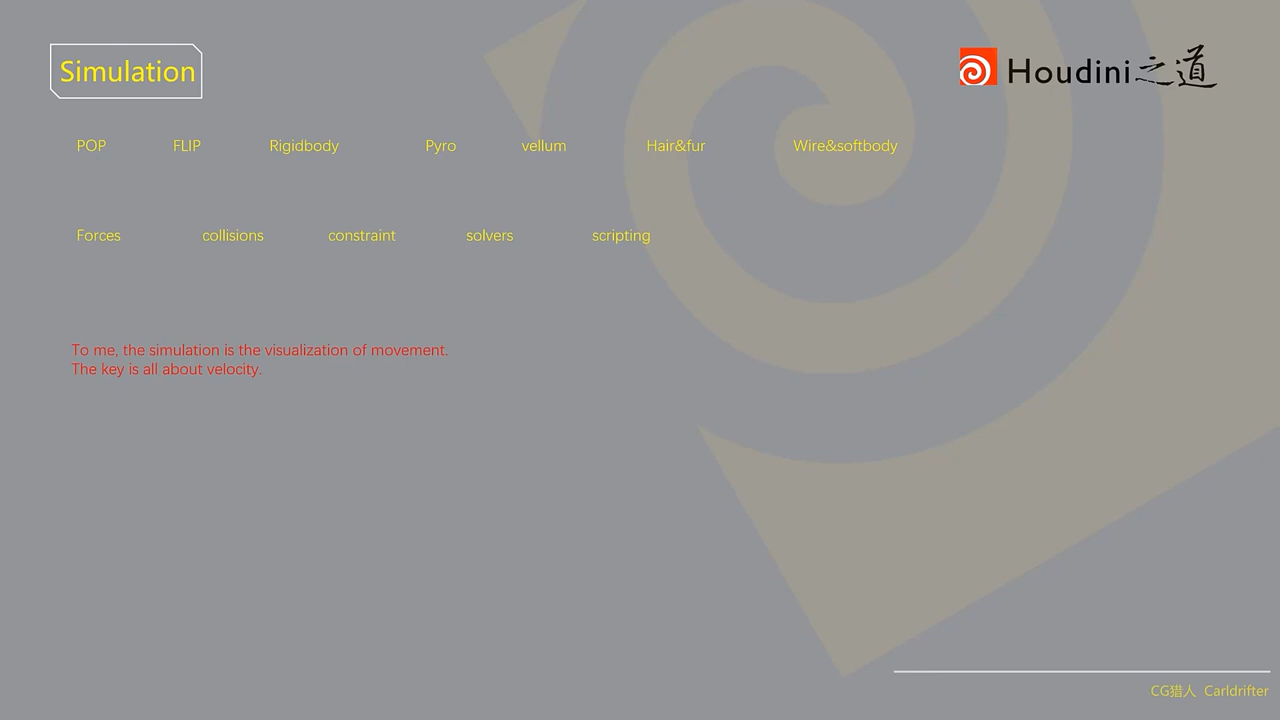 Simulation
Houdini之道
POP FLIP Rigidbody Pyro vellum Hair&fur Wire&softbody
Forces collisions constraint solvers scripting
To me, the simulation is the visualization of movement.
The key is all about velocity.
CG猎人 Carldrifter